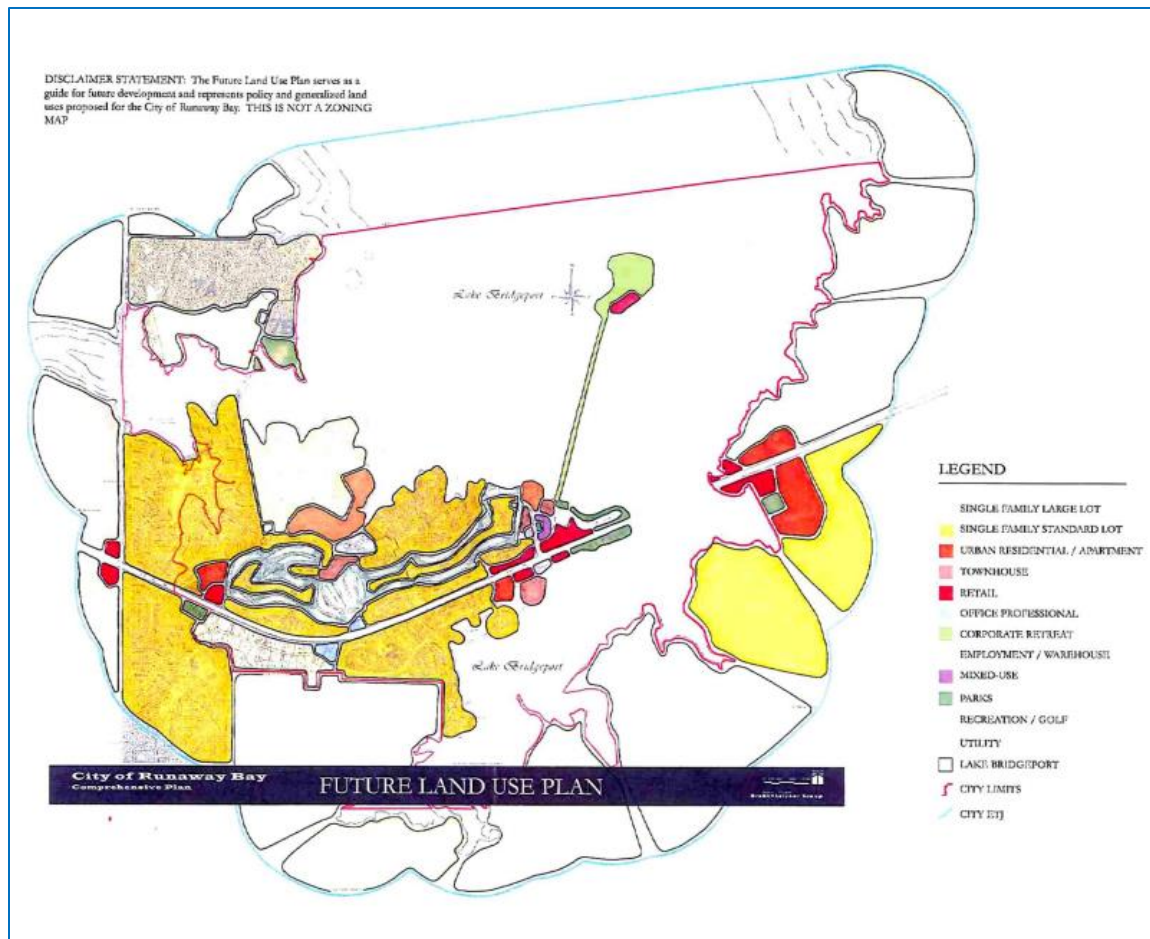 DISCLAIMER STATEMENT: The Future Land Use Plan serves as a
guide for future development and represents policy and generalized land
uses proposed for the City of Runaway Bay. THIS IS NOT A ZONING
MAP
Lake Bridgeport
LEGEND
SINGLE FAMILY LARGE LOT
SINGLE FAMILY STANDARD LOT
URBAN RESIDENTIAL / APARTMENT
TOWNHOUSE
RETAIL
OFFICE PROFESSIONAL
CORPORATE RETREAT
EMPLOYMENT / WAREHOUSE
MIXED-USE
PARKS
RECREATION / GOLF
UTILITY
LAKE BRIDGEPORT
CITY LIMITS
CITY ETJ
Lake Bridgeport
City of Runaway Bay
Comprehensive Plan
FUTURE LAND USE PLAN